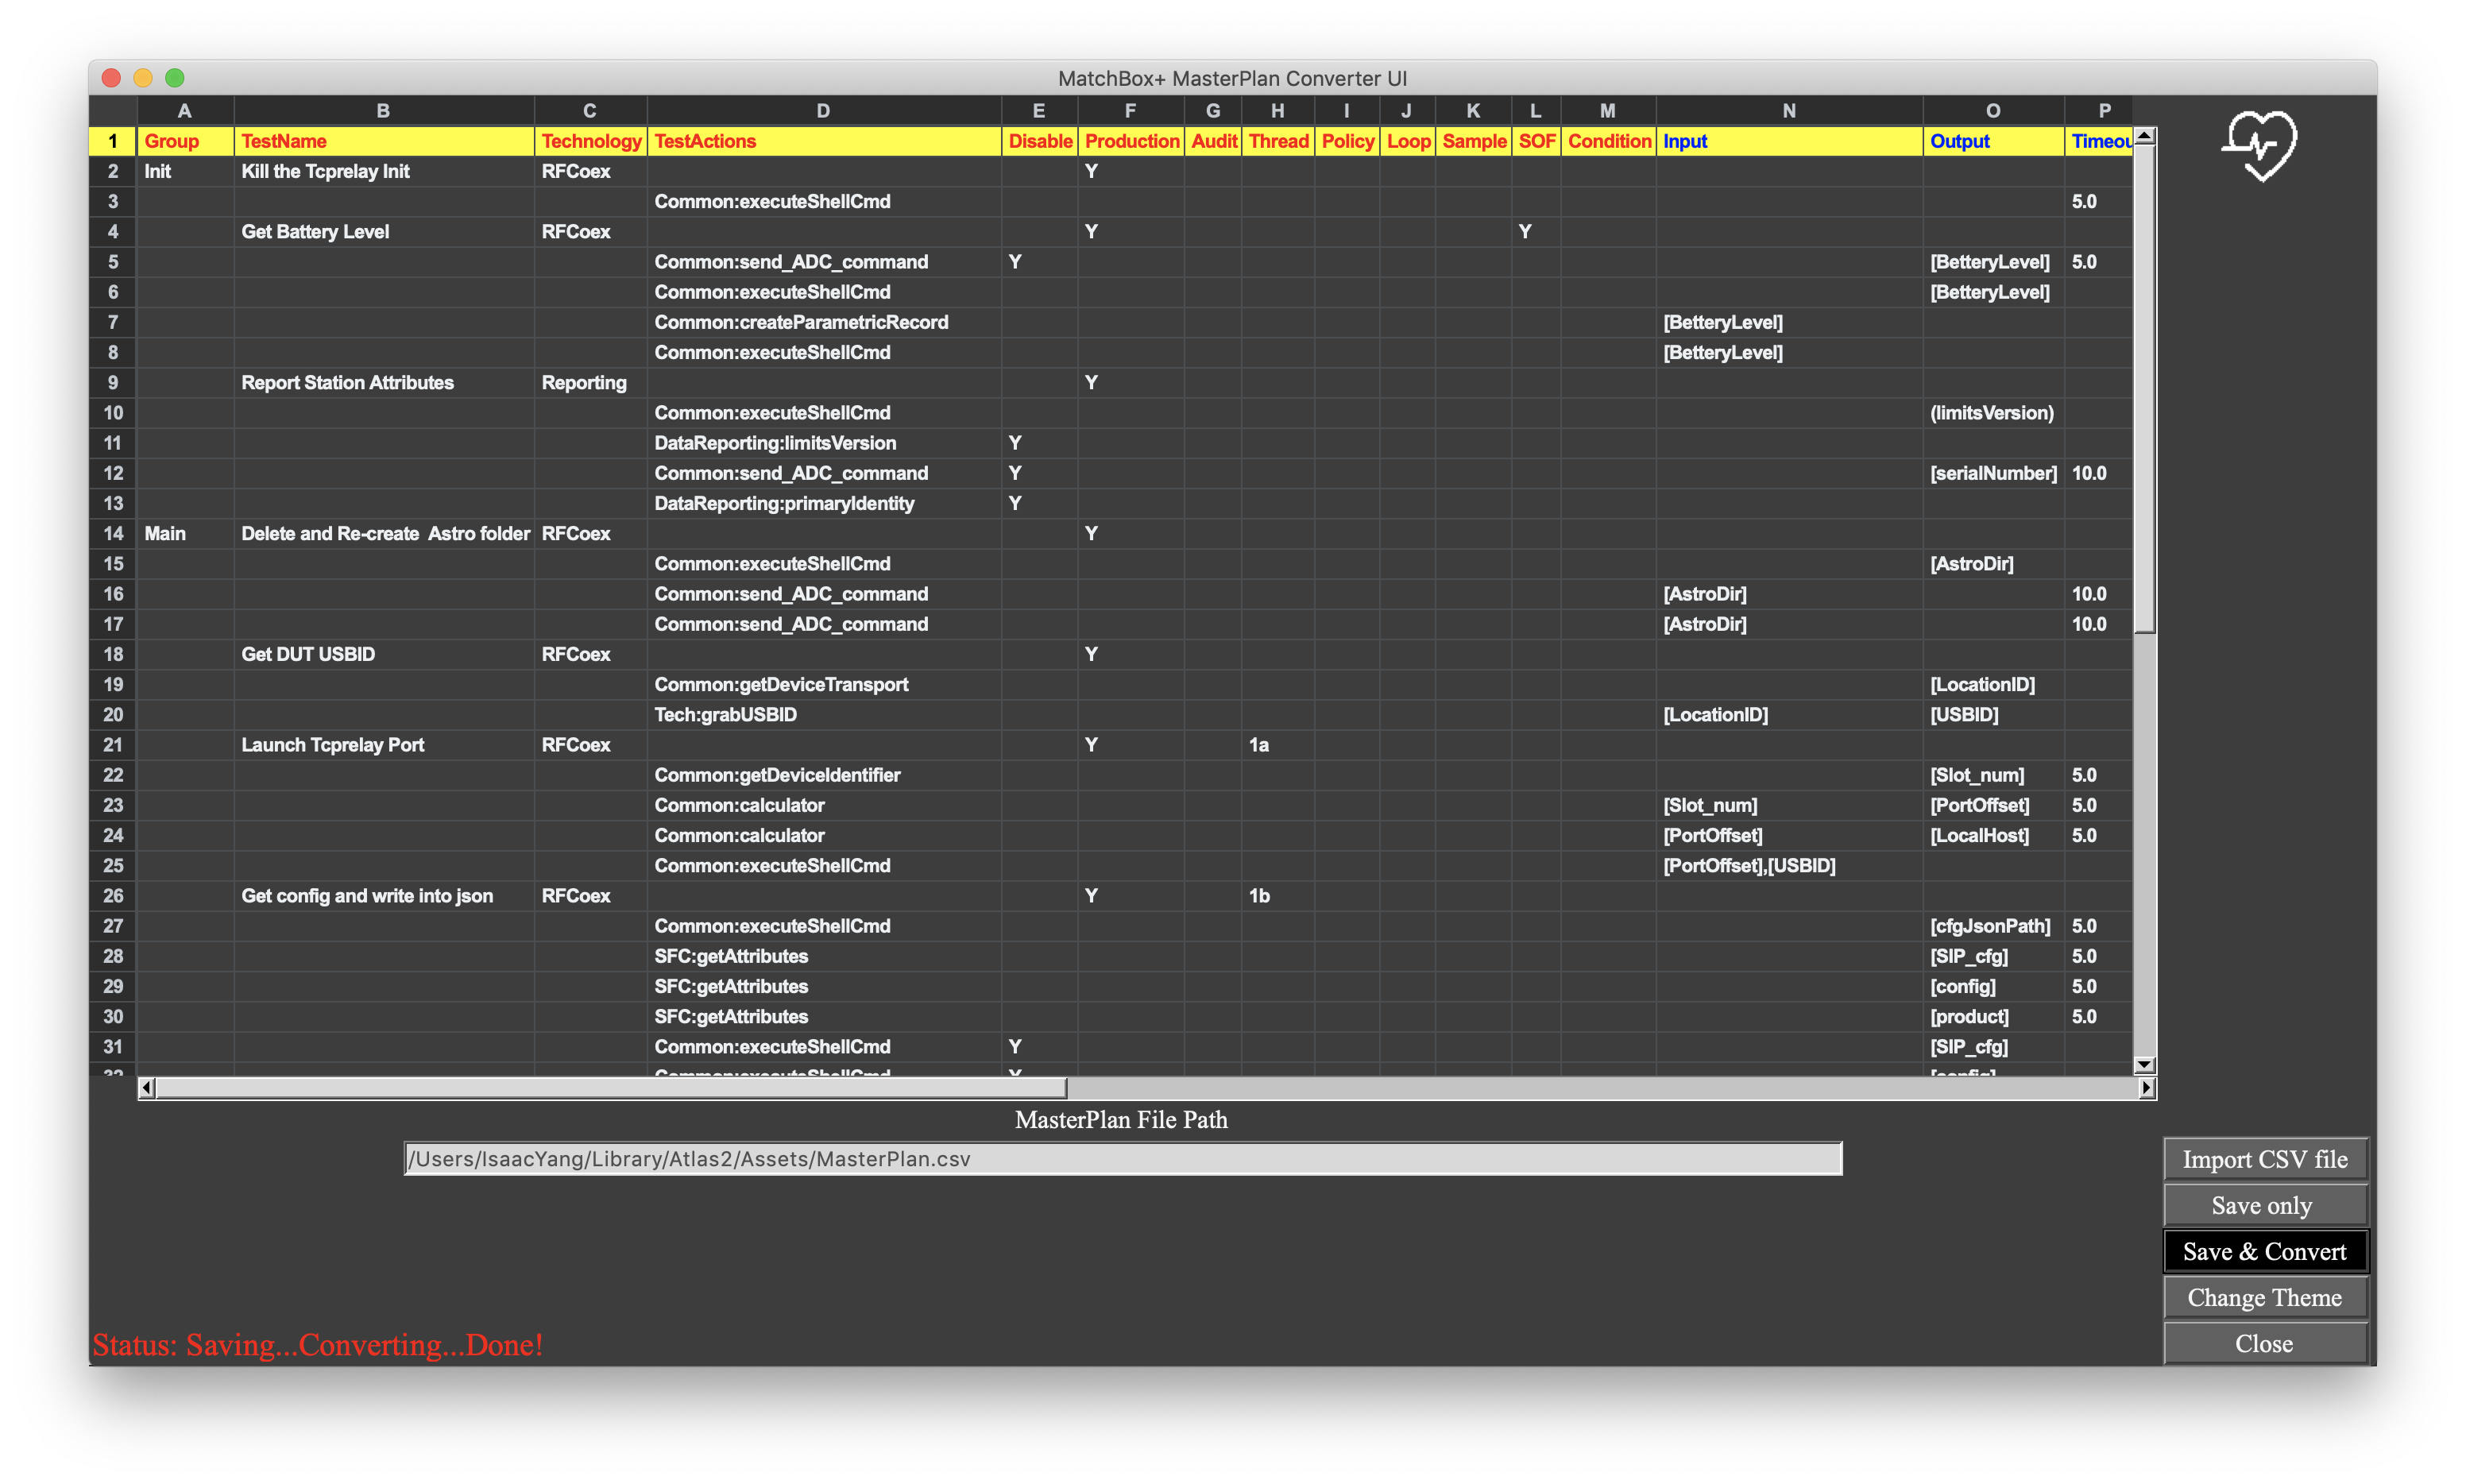 MatchBox+ MasterPlan Converter UI
A B C D E F G H I J K L M N O P
1 Group TestName Technology TestActions Disable Production Audit Thread Policy Loop Sample SOF Condition Input Output Timeou
2 Init Kill the Tcprelay Init RFCoex Y
3 Common:executeShellCmd 5.0
4 Get Battery Level RFCoex Y Y
5 Common:send_ADC_command Y [BetteryLevel] 5.0
6 Common:executeShellCmd [BetteryLevel]
7 Common:createParametricRecord [BetteryLevel]
8 Common:executeShellCmd [BetteryLevel]
9 Report Station Attributes Reporting Y
10 Common:executeShellCmd (limitsVersion)
11 DataReporting:limitsVersion Y
12 Common:send_ADC_command Y [serialNumber] 10.0
13 DataReporting:primaryIdentity Y
14 Main Delete and Re-create  Astro folder RFCoex Y
15 Common:executeShellCmd [AstroDir]
16 Common:send_ADC_command [AstroDir] 10.0
17 Common:send_ADC_command [AstroDir] 10.0
18 Get DUT USBID RFCoex Y
19 Common:getDeviceTransport [LocationID]
20 Tech:grabUSBID [LocationID] [USBID]
21 Launch Tcprelay Port RFCoex Y 1a
22 Common:getDeviceIdentifier [Slot_num] 5.0
23 Common:calculator [Slot_num] [PortOffset] 5.0
24 Common:calculator [PortOffset] [LocalHost] 5.0
25 Common:executeShellCmd [PortOffset],[USBID]
26 Get config and write into json RFCoex Y 1b
27 Common:executeShellCmd [cfgJsonPath] 5.0
28 SFC:getAttributes [SIP_cfg] 5.0
29 SFC:getAttributes [config] 5.0
30 SFC:getAttributes [product] 5.0
31 Common:executeShellCmd Y [SIP_cfg]
32 Common:executeShellCmd Y [config]
MasterPlan File Path
/Users/IsaacYang/Library/Atlas2/Assets/MasterPlan.csv
Import CSV file
Save only
Save & Convert
Change Theme
Close
Status: Saving...Converting...Done!